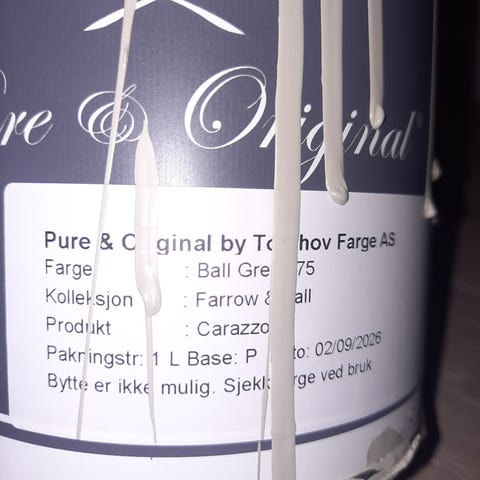 re & Original
Pure & Original by To hov Farge AS
Farge : Ball Gre 75
Kolleksjon : Farrow & all
Produkt : Carazzo
Pakningstr: 1 L Base: P to: 02/09/2026
Bytte er ikke mulig. Sjekk rge ved bruk